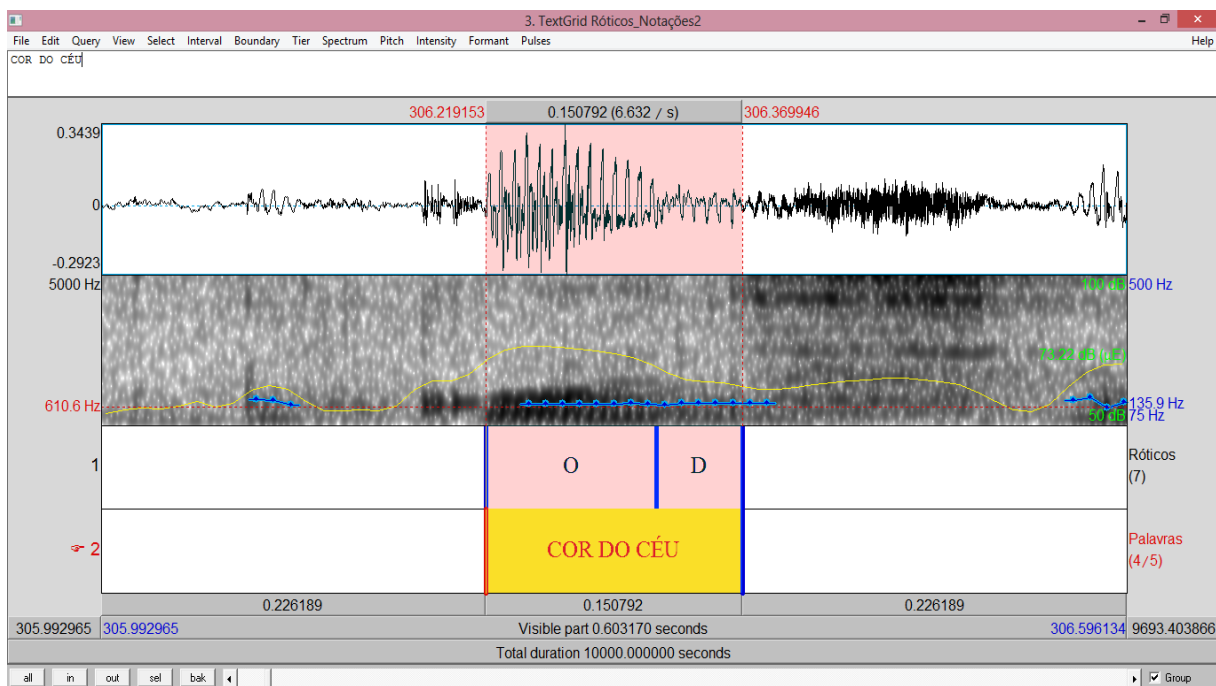 3. TextGrid Róticos_Notações2
File Edit Query View Select Interval Boundary Tier Spectrum Pitch Intensity Formant Pulses Help
COR DO CÉU
306.219153 0.150792 (6.632 / s) 306.369946
0.3439
0
-0.2923
5000 Hz 100 dB 500 Hz
610.6 Hz 135.9 Hz
50 dB 75 Hz
1 O D Róticos
(7)
2 COR DO CÉU Palavras
(4/5)
0.226189 0.150792 0.226189
305.992965 305.992965 Visible part 0.603170 seconds 306.596134 9693.403866
Total duration 10000.000000 seconds
all in out sel bak Group